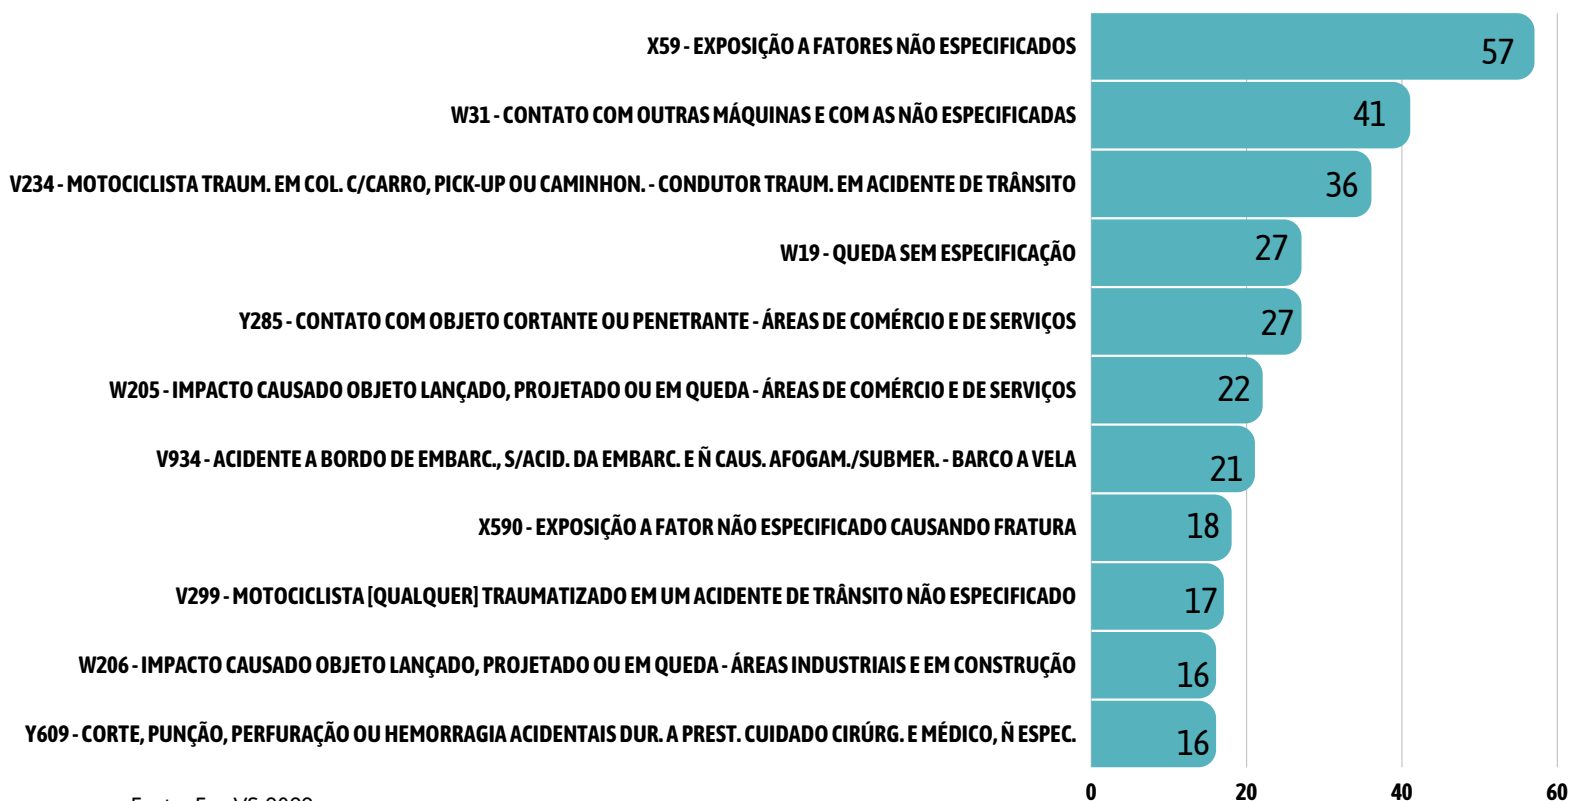 X59 - EXPOSIÇÃO A FATORES NÃO ESPECIFICADOS
57
W31 - CONTATO COM OUTRAS MÁQUINAS E COM AS NÃO ESPECIFICADAS
41
V234 - MOTOCICLISTA TRAUM. EM COL. C/CARRO, PICK-UP OU CAMINHON. - CONDUTOR TRAUM. EM ACIDENTE DE TRÂNSITO
36
W19 - QUEDA SEM ESPECIFICAÇÃO
27
Y285 - CONTATO COM OBJETO CORTANTE OU PENETRANTE - ÁREAS DE COMÉRCIO E DE SERVIÇOS
27
W205 - IMPACTO CAUSADO OBJETO LANÇADO, PROJETADO OU EM QUEDA - ÁREAS DE COMÉRCIO E DE SERVIÇOS
22
V934 - ACIDENTE A BORDO DE EMBARC., S/ACID. DA EMBARC. E Ñ CAUS. AFOGAM./SUBMER. - BARCO A VELA
21
X590 - EXPOSIÇÃO A FATOR NÃO ESPECIFICADO CAUSANDO FRATURA
18
V299 - MOTOCICLISTA [QUALQUER] TRAUMATIZADO EM UM ACIDENTE DE TRÂNSITO NÃO ESPECIFICADO
17
W206 - IMPACTO CAUSADO OBJETO LANÇADO, PROJETADO OU EM QUEDA - ÁREAS INDUSTRIAIS E EM CONSTRUÇÃO
16
Y609 - CORTE, PUNÇÃO, PERFURAÇÃO OU HEMORRAGIA ACIDENTAIS DUR. A PREST. CUIDADO CIRÚRG. E MÉDICO, Ñ ESPEC.
16
0 20 40 60